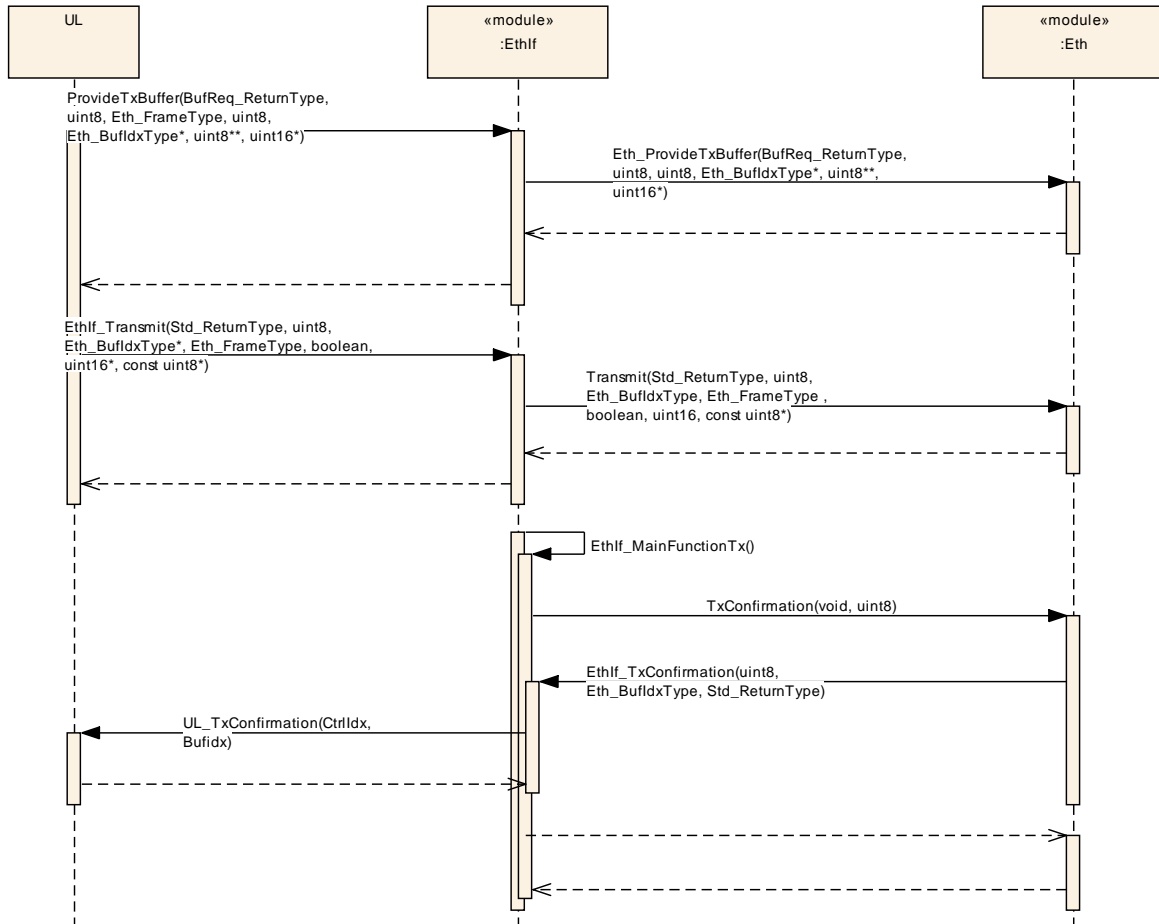 UL
«module»
:EthIf
«module»
:Eth
ProvideTxBuffer(BufReq_ReturnType,
uint8, Eth_FrameType, uint8,
Eth_BufIdxType*, uint8**, uint16*)
Eth_ProvideTxBuffer(BufReq_ReturnType,
uint8, uint8, Eth_BufIdxType*, uint8**,
uint16*)
EthIf_Transmit(Std_ReturnType, uint8,
Eth_BufIdxType*, Eth_FrameType, boolean,
uint16*, const uint8*)
Transmit(Std_ReturnType, uint8,
Eth_BufIdxType, Eth_FrameType ,
boolean, uint16, const uint8*)
EthIf_MainFunctionTx()
TxConfirmation(void, uint8)
EthIf_TxConfirmation(uint8,
Eth_BufIdxType, Std_ReturnType)
UL_TxConfirmation(CtrlIdx,
Bufidx)